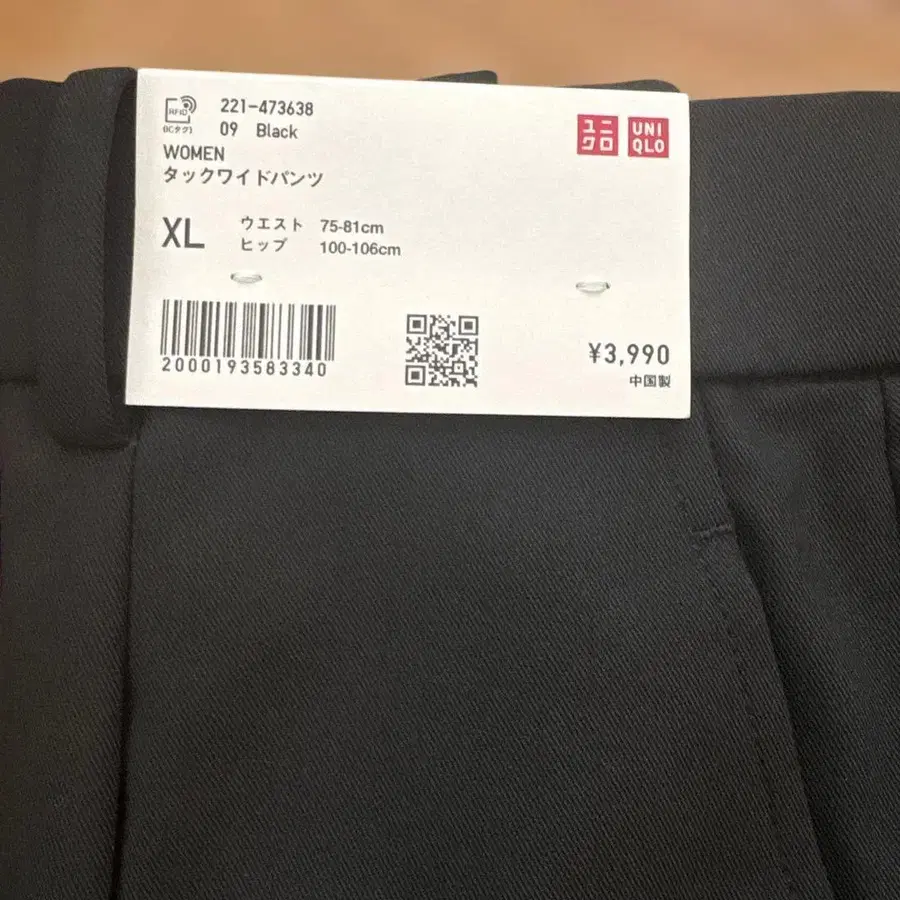 RFID
(ICタグ)
221-473638
09 Black
WOMEN
タックワイドパンツ
ユニ
クロ
UNI
QLO
XL
ウエスト 75-81cm
ヒップ 100-106cm
2000193583340
¥3,990
中国製